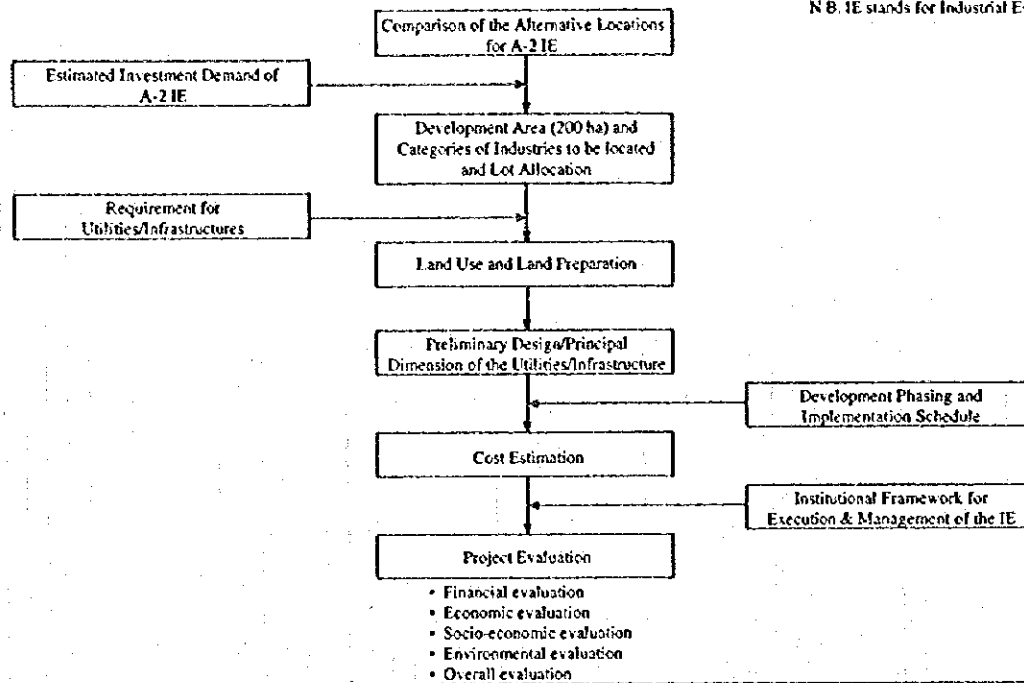 N.B. IE stands for Industrial
Comparison of the Alternative Locations
for A-2 IE
Estimated Investment Demand of
A-2 IE
Development Area (200 ha) and
Categories of Industries to be located
and Lot Allocation
Requirement for
Utilities/Infrastructures
Land Use and Land Preparation
Preliminary Design/Principal
Dimension of the Utilities/Infrastructure
Development Phasing and
Implementation Schedule
Cost Estimation
Institutional Framework for
Execution & Management of the IE
Project Evaluation
• Financial evaluation
• Economic evaluation
• Socio-economic evaluation
• Environmental evaluation
• Overall evaluation